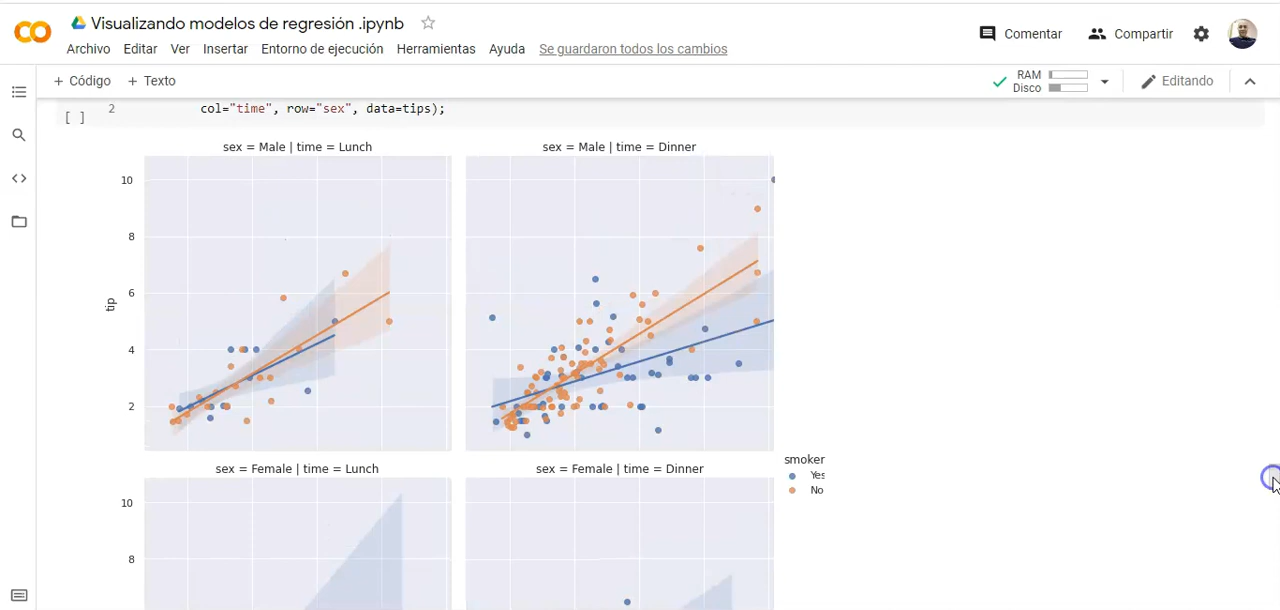 Visualizando modelos de regresión .ipynb
Comentar
Compartir
Archivo Editar Ver Insertar Entorno de ejecución Herramientas Ayuda Se guardaron todos los cambios
+ Código + Texto
RAM
Disco
Editando
[ ]
2 col="time", row="sex", data=tips);
sex = Male | time = Lunch
sex = Male | time = Dinner
10
8
6
4
2
tip
sex = Female | time = Lunch
sex = Female | time = Dinner
smoker
Yes
No
10
8